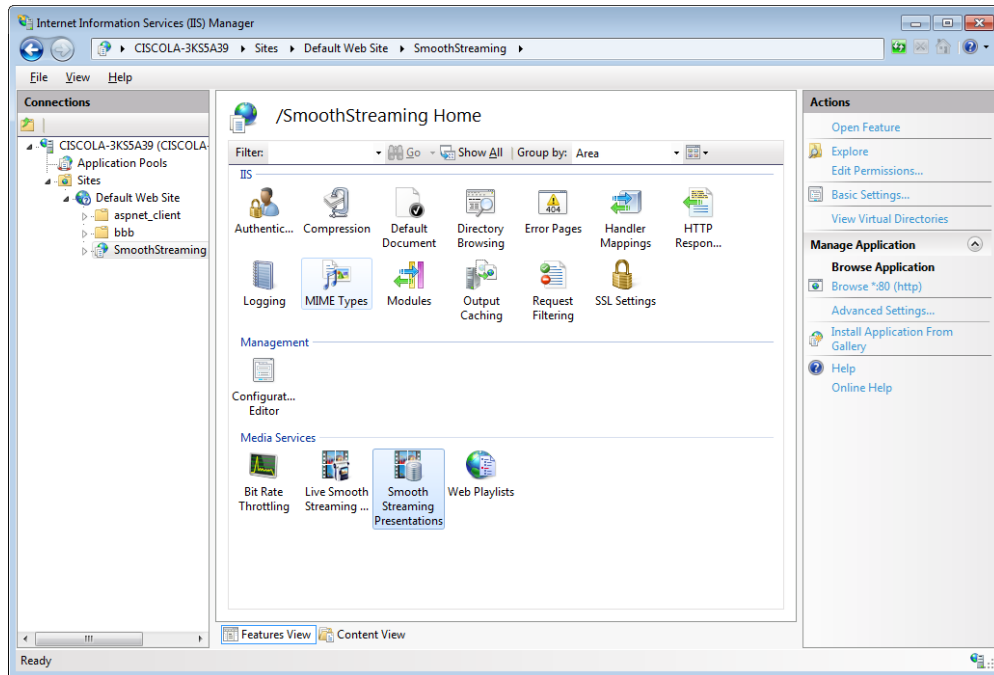 Internet Information Services (IIS) Manager
CISCOLA-3KS5A39 Sites Default Web Site SmoothStreaming
File View Help
Connections
CISCOLA-3KS5A39 (CISCOLA-
Application Pools
Sites
Default Web Site
aspnet_client
bbb
SmoothStreaming
/SmoothStreaming Home
Filter: Go Show All Group by: Area
IIS
Authentic... Compression Default Document Directory Browsing Error Pages Handler Mappings HTTP Respon...
404
Logging MIME Types Modules Output Caching Request Filtering SSL Settings
Management
Configurat... Editor
Media Services
Bit Rate Throttling Live Smooth Streaming ... Smooth Streaming Presentations Web Playlists
Features View Content View
Actions
Open Feature
Explore
Edit Permissions...
Basic Settings...
View Virtual Directories
Manage Application
Browse Application
Browse *:80 (http)
Advanced Settings...
Install Application From
Gallery
Help
Online Help
Ready